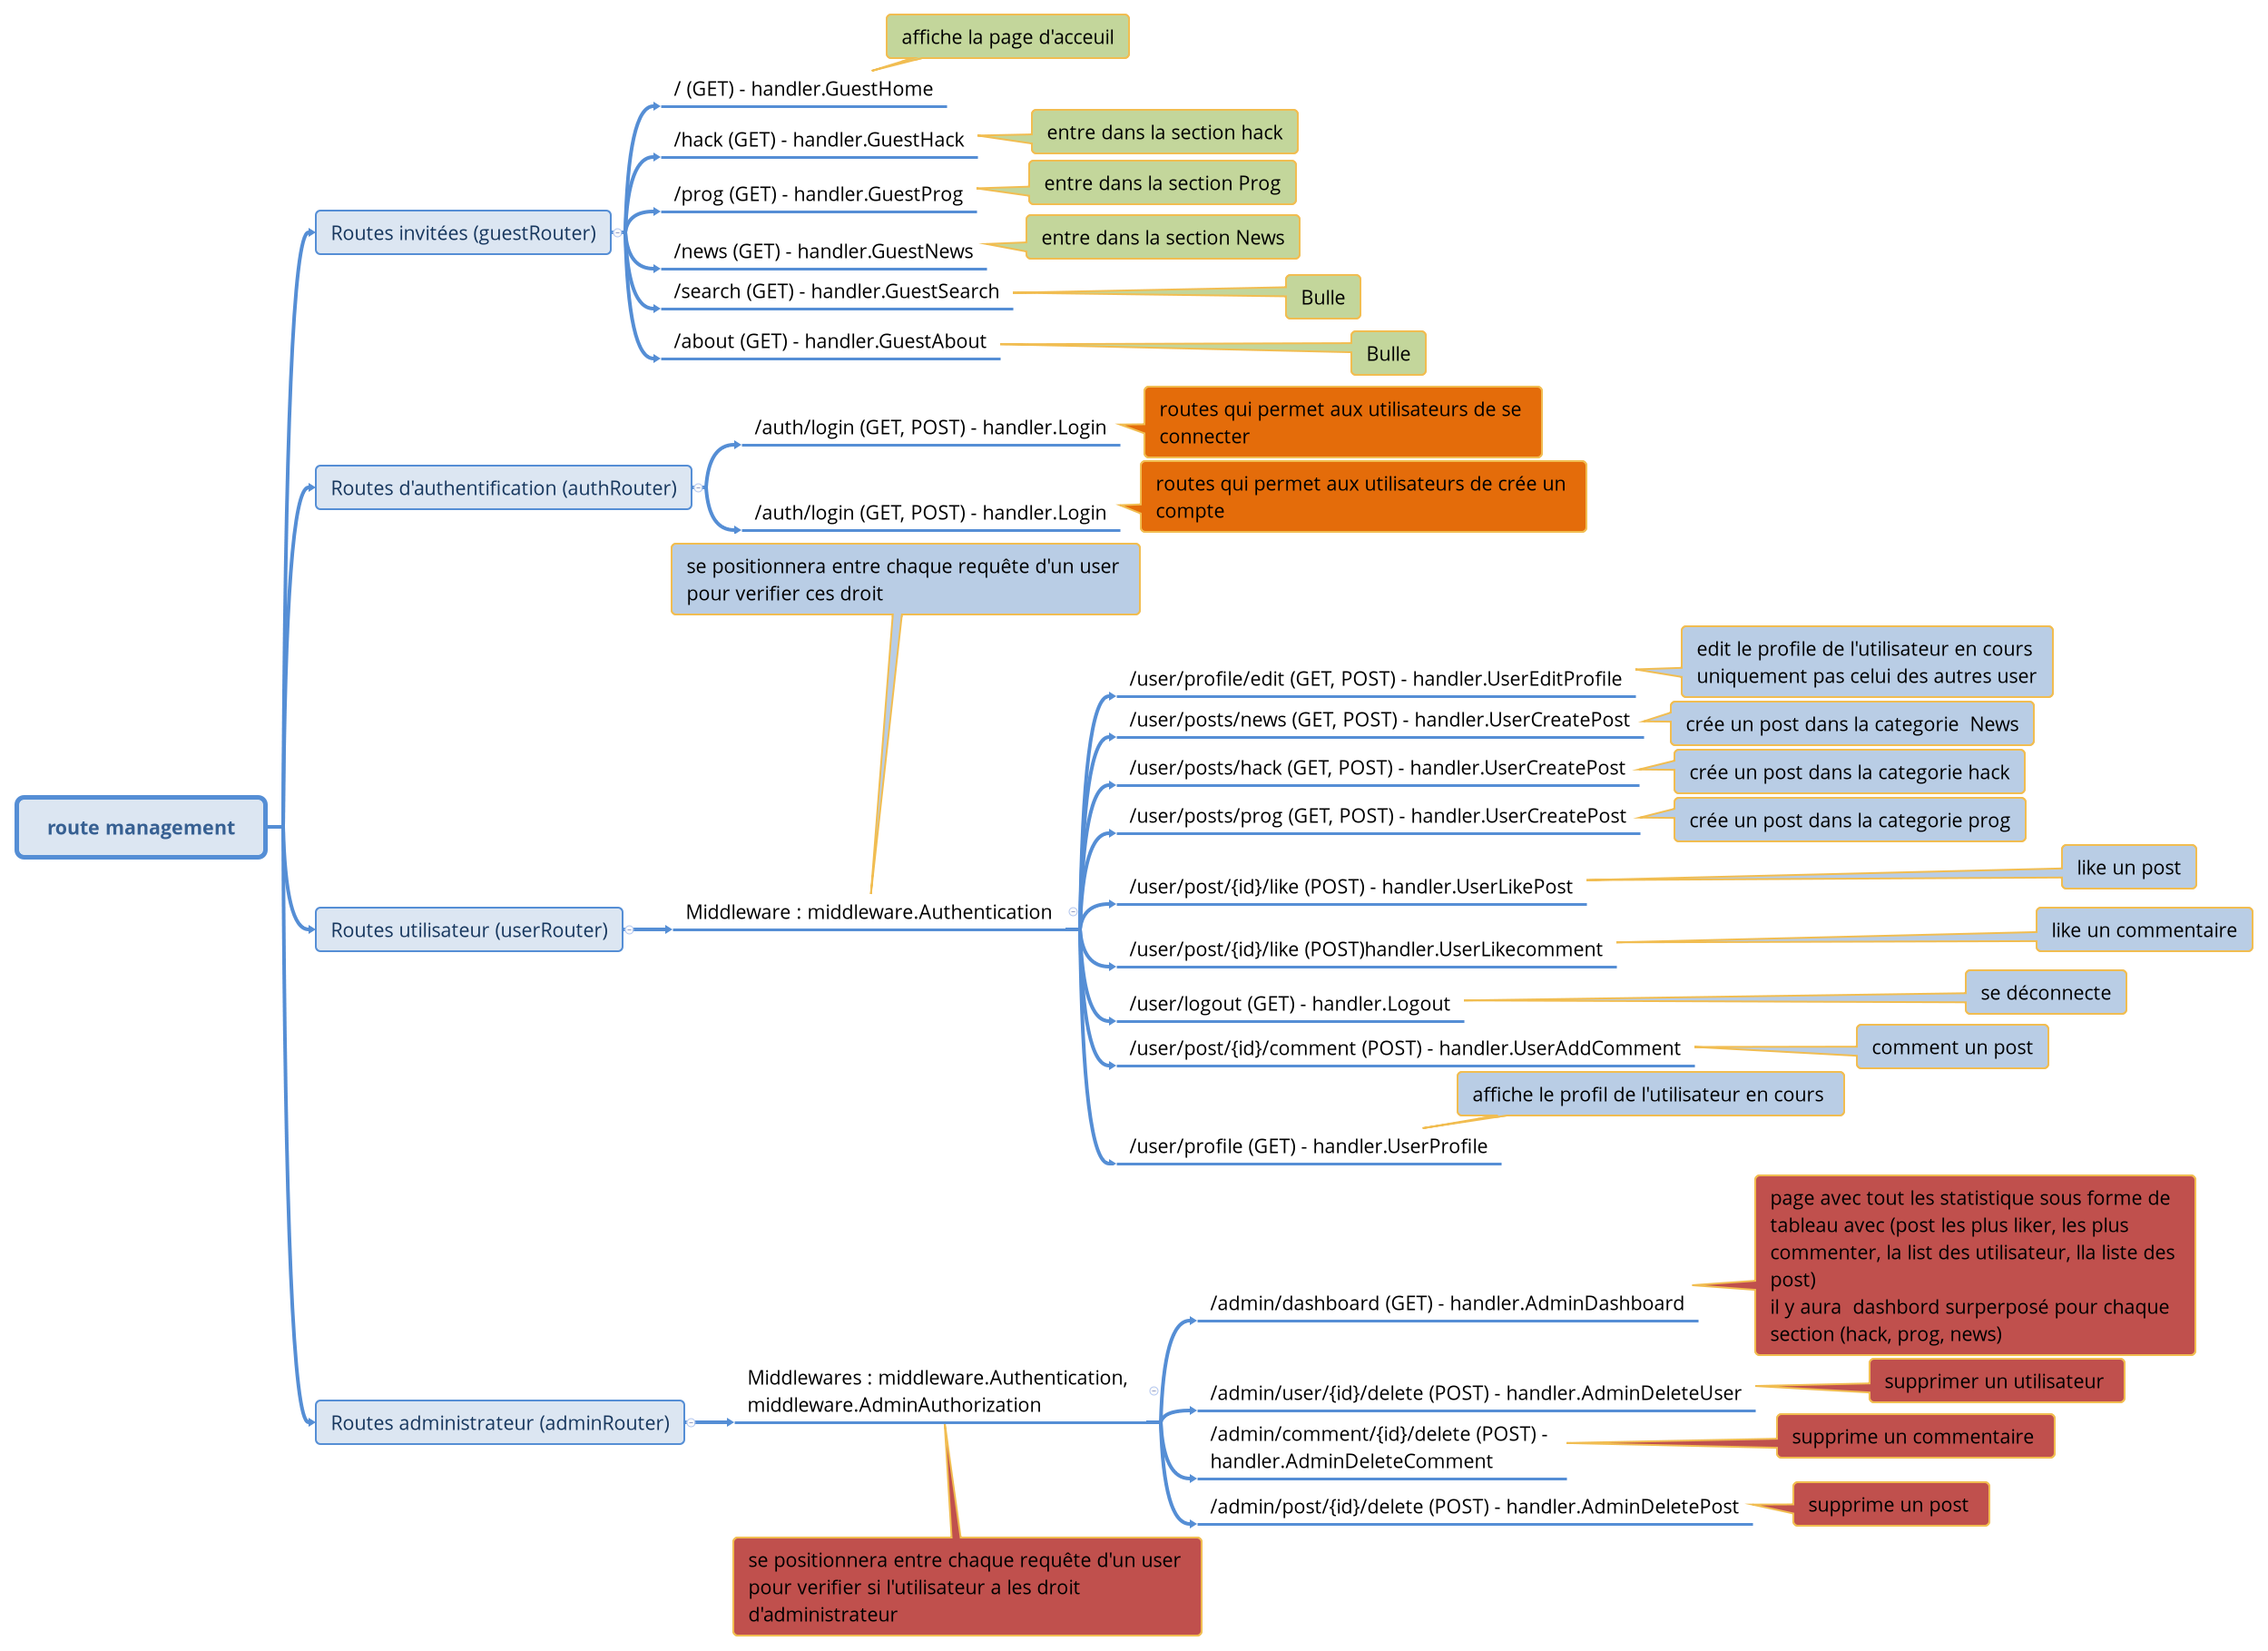 affiche la page d'acceuil
/ (GET) - handler.GuestHome
/hack (GET) - handler.GuestHack
entre dans la section hack
/prog (GET) - handler.GuestProg
entre dans la section Prog
Routes invitées (guestRouter)
/news (GET) - handler.GuestNews
entre dans la section News
/search (GET) - handler.GuestSearch
Bulle
/about (GET) - handler.GuestAbout
Bulle
Routes d'authentification (authRouter)
/auth/login (GET, POST) - handler.Login
routes qui permet aux utilisateurs de se
connecter
/auth/login (GET, POST) - handler.Login
routes qui permet aux utilisateurs de crée un
compte
route management
Routes utilisateur (userRouter)
se positionnera entre chaque requête d'un user
pour verifier ces droit
Middleware : middleware.Authentication
/user/profile/edit (GET, POST) - handler.UserEditProfile
edit le profile de l'utilisateur en cours
uniquement pas celui des autres user
/user/posts/news (GET, POST) - handler.UserCreatePost
crée un post dans la categorie  News
/user/posts/hack (GET, POST) - handler.UserCreatePost
crée un post dans la categorie hack
/user/posts/prog (GET, POST) - handler.UserCreatePost
crée un post dans la categorie prog
/user/post/{id}/like (POST) - handler.UserLikePost
like un post
/user/post/{id}/like (POST)handler.UserLikecomment
like un commentaire
/user/logout (GET) - handler.Logout
se déconnecte
/user/post/{id}/comment (POST) - handler.UserAddComment
comment un post
affiche le profil de l'utilisateur en cours
/user/profile (GET) - handler.UserProfile
Routes administrateur (adminRouter)
Middlewares : middleware.Authentication,
middleware.AdminAuthorization
se positionnera entre chaque requête d'un user
pour verifier si l'utilisateur a les droit
d'administrateur
/admin/dashboard (GET) - handler.AdminDashboard
page avec tout les statistique sous forme de
tableau avec (post les plus liker, les plus
commenter, la list des utilisateur, lla liste des
post)
il y aura  dashbord surperposé pour chaque
section (hack, prog, news)
/admin/user/{id}/delete (POST) - handler.AdminDeleteUser
supprimer un utilisateur
/admin/comment/{id}/delete (POST) -
handler.AdminDeleteComment
supprime un commentaire
/admin/post/{id}/delete (POST) - handler.AdminDeletePost
supprime un post